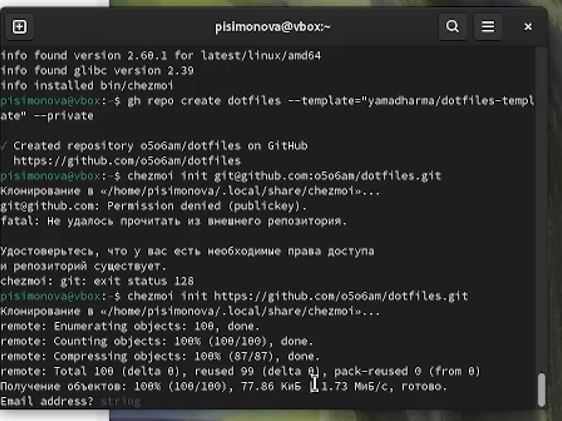 pisimonova@vbox:~
info found version 2.60.1 for latest/linux/amd64
info found glibc version 2.39
info installed bin/chezmoi
pisimonova@vbox:~$ gh repo create dotfiles --template="yamadharma/dotfiles-templ
ate" --private
✓ Created repository o5o6am/dotfiles on GitHub
https://github.com/o5o6am/dotfiles
pisimonova@vbox:~$ chezmoi init git@github.com:o5o6am/dotfiles.git
Клонирование в «/home/pisimonova/.local/share/chezmoi»...
git@github.com: Permission denied (publickey).
fatal: Не удалось прочитать из внешнего репозитория.
Удостоверьтесь, что у вас есть необходимые права доступа
и репозиторий существует.
chezmoi: git: exit status 128
pisimonova@vbox:~$ chezmoi init https://github.com/o5o6am/dotfiles.git
Клонирование в «/home/pisimonova/.local/share/chezmoi»...
remote: Enumerating objects: 100, done.
remote: Counting objects: 100% (100/100), done.
remote: Compressing objects: 100% (87/87), done.
remote: Total 100 (delta 0), reused 99 (delta 0), pack-reused 0 (from 0)
Получение объектов: 100% (100/100), 77.86 КиБ | 1.73 МиБ/с, готово.
Email address? string